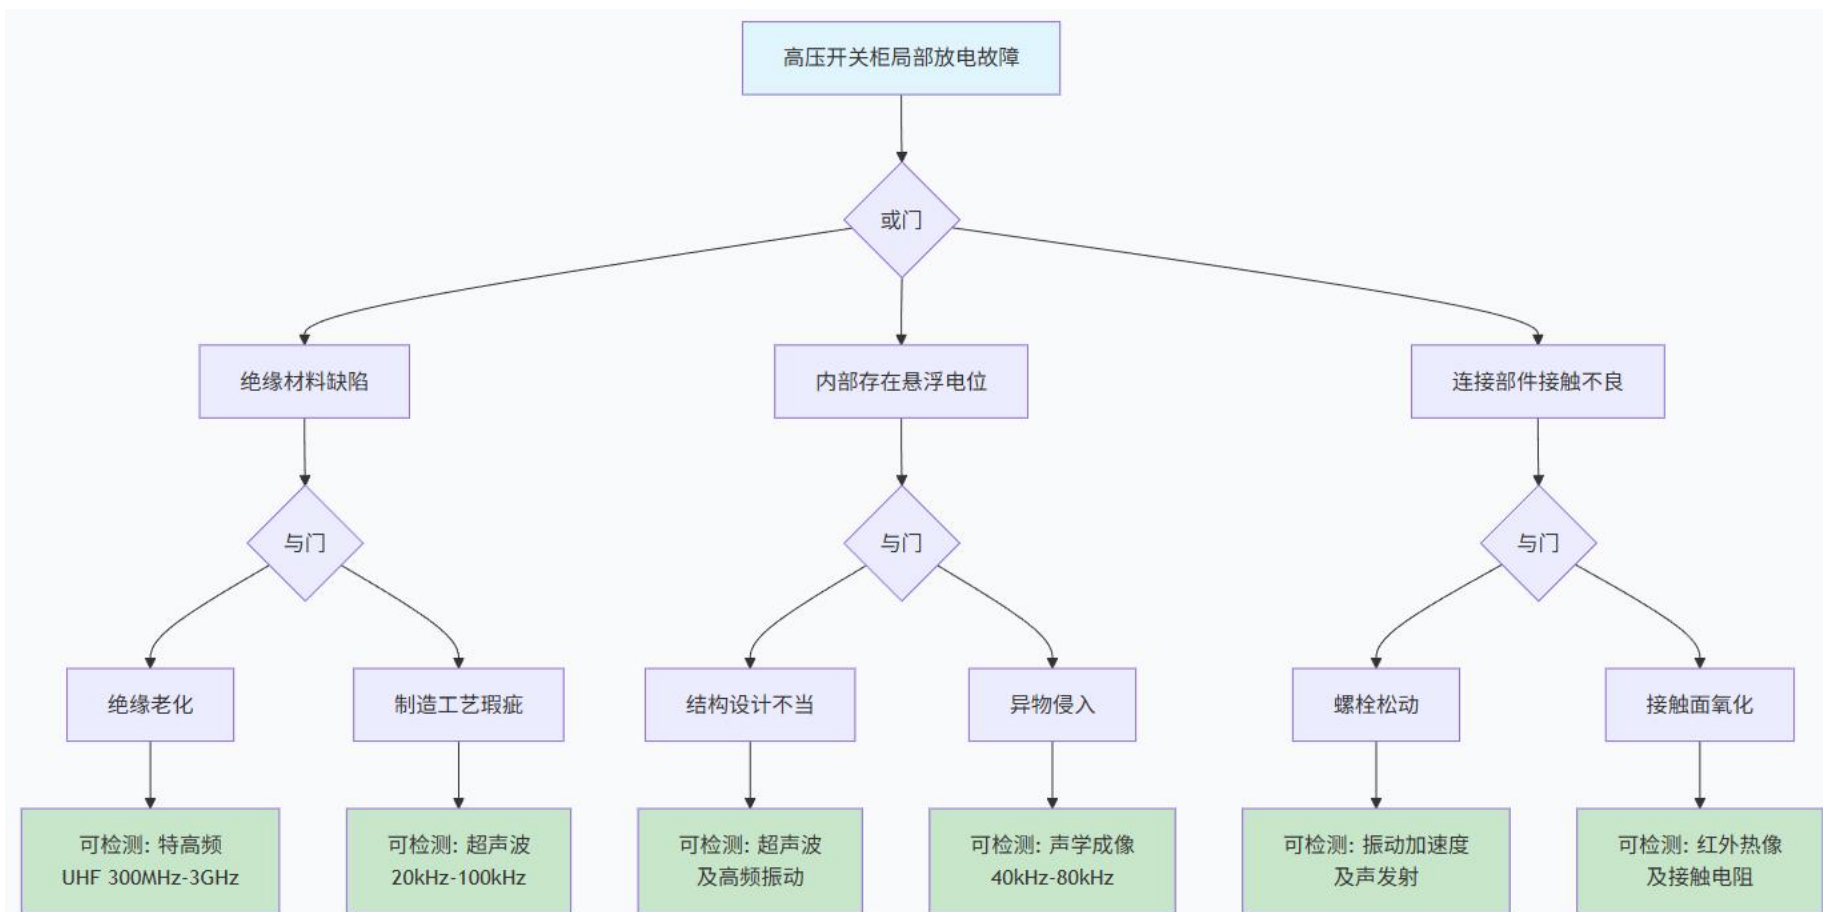 高压开关柜局部放电故障
或门
绝缘材料缺陷
内部存在悬浮电位
连接部件接触不良
与门
与门
与门
绝缘老化
制造工艺瑕疵
结构设计不当
异物侵入
螺栓松动
接触面氧化
可检测: 特高频
UHF 300MHz-3GHz
可检测: 超声波
20kHz-100kHz
可检测: 超声波
及高频振动
可检测: 声学成像
40kHz-80kHz
可检测: 振动加速度
及声发射
可检测: 红外热像
及接触电阻